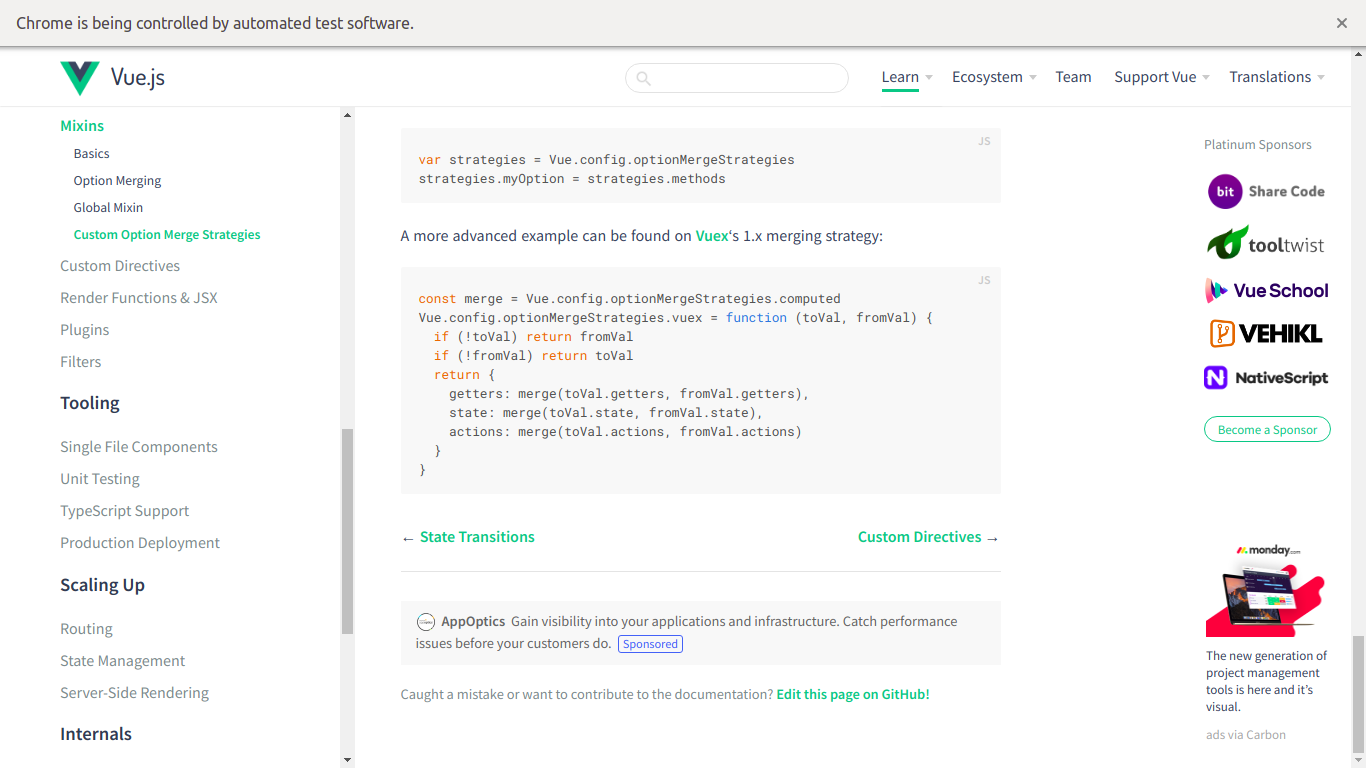 Chrome is being controlled by automated test software.
Vue.js
Learn
Ecosystem
Team
Support Vue
Translations
Mixins
Basics
Option Merging
Global Mixin
Custom Option Merge Strategies
Custom Directives
Render Functions & JSX
Plugins
Filters
Tooling
Single File Components
Unit Testing
TypeScript Support
Production Deployment
Scaling Up
Routing
State Management
Server-Side Rendering
Internals
JS
var strategies = Vue.config.optionMergeStrategies
strategies.myOption = strategies.methods
A more advanced example can be found on Vuex‘s 1.x merging strategy:
JS
const merge = Vue.config.optionMergeStrategies.computed
Vue.config.optionMergeStrategies.vuex = function (toVal, fromVal) {
  if (!toVal) return fromVal
  if (!fromVal) return toVal
  return {
    getters: merge(toVal.getters, fromVal.getters),
    state: merge(toVal.state, fromVal.state),
    actions: merge(toVal.actions, fromVal.actions)
  }
}
← State Transitions
Custom Directives →
AppOptics Gain visibility into your applications and infrastructure. Catch performance
issues before your customers do. Sponsored
Caught a mistake or want to contribute to the documentation? Edit this page on GitHub!
Platinum Sponsors
bit Share Code
tooltwist
Vue School
VEHIKL
NativeScript
Become a Sponsor
monday.com
The new generation of
project management
tools is here and it’s
visual.
ads via Carbon